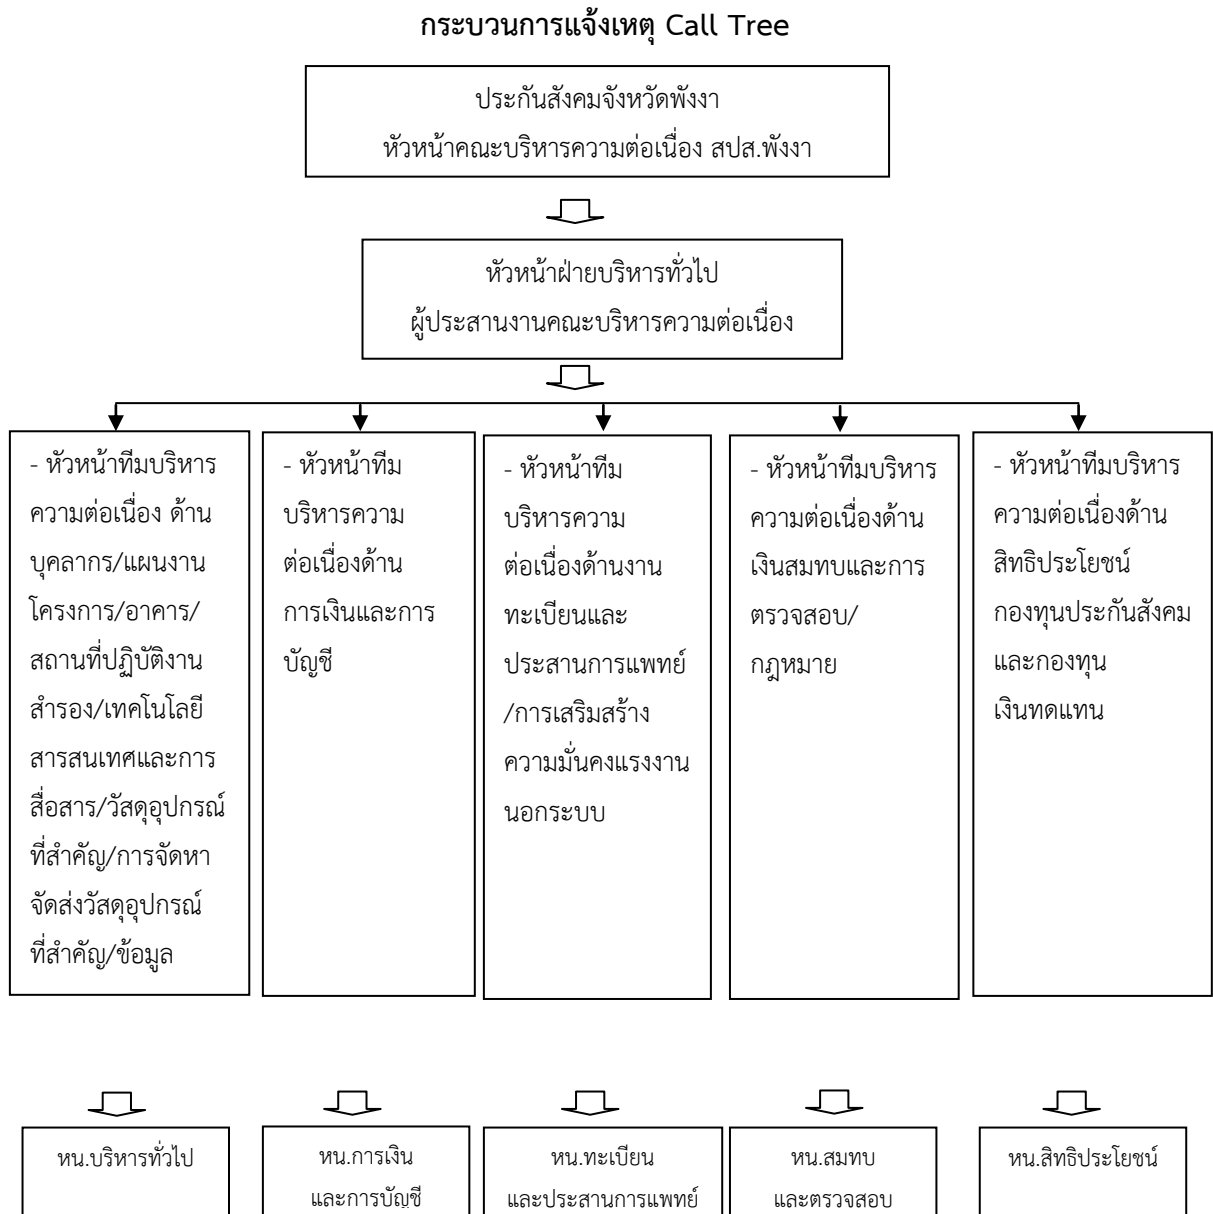 กระบวนการแจ้งเหตุ Call Tree
ประกันสังคมจังหวัดพังงา
หัวหน้าคณะบริหารความต่อเนื่อง สปส.พังงา
หัวหน้าฝ่ายบริหารทั่วไป
ผู้ประสานงานคณะบริหารความต่อเนื่อง
- หัวหน้าทีมบริหาร
ความต่อเนื่อง ด้าน
บุคลากร/แผนงาน
โครงการ/อาคาร/
สถานที่ปฏิบัติงาน
สำรอง/เทคโนโลยี
สารสนเทศและการ
สื่อสาร/วัสดุอุปกรณ์
ที่สำคัญ/การจัดหา
จัดส่งวัสดุอุปกรณ์
ที่สำคัญ/ข้อมูล
- หัวหน้าทีม
บริหารความ
ต่อเนื่องด้าน
การเงินและการ
บัญชี
- หัวหน้าทีม
บริหารความ
ต่อเนื่องด้านงาน
ทะเบียนและ
ประสานการแพทย์
/การเสริมสร้าง
ความมั่นคงแรงงาน
นอกระบบ
- หัวหน้าทีมบริหาร
ความต่อเนื่องด้าน
เงินสมทบและการ
ตรวจสอบ/
กฎหมาย
- หัวหน้าทีมบริหาร
ความต่อเนื่องด้าน
สิทธิประโยชน์
กองทุนประกันสังคม
และกองทุน
เงินทดแทน
หน.บริหารทั่วไป
หน.การเงิน
และการบัญชี
หน.ทะเบียน
และประสานการแพทย์
หน.สมทบ
และตรวจสอบ
หน.สิทธิประโยชน์